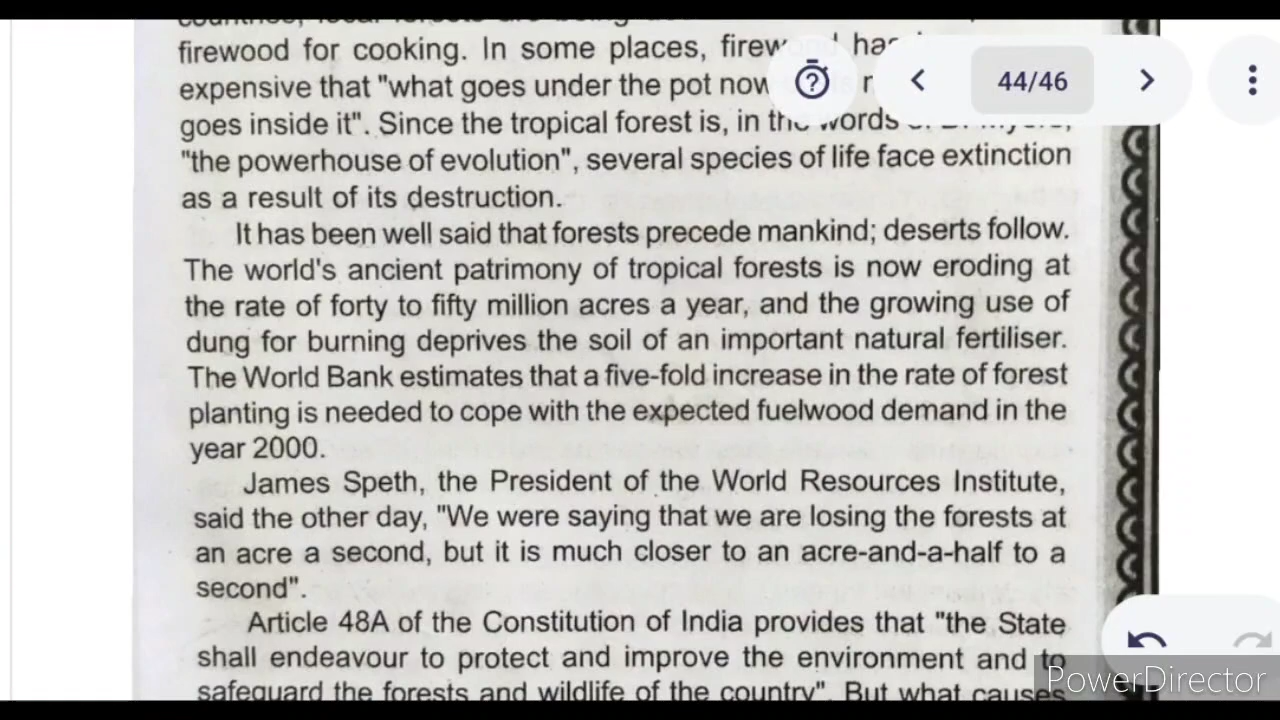 firewood for cooking. In some places, has
expensive that "what goes under the pot now
goes inside it". Since the tropical forest is, in the words
"the powerhouse of evolution", several species of life face extinction
as a result of its destruction.
It has been well said that forests precede mankind; deserts follow.
The world's ancient patrimony of tropical forests is now eroding at
the rate of forty to fifty million acres a year, and the growing use of
dung for burning deprives the soil of an important natural fertiliser.
The World Bank estimates that a five-fold increase in the rate of forest
planting is needed to cope with the expected fuelwood demand in the
year 2000.
James Speth, the President of the World Resources Institute,
said the other day, "We were saying that we are losing the forests at
an acre a second, but it is much closer to an acre-and-a-half to a
second".
Article 48A of the Constitution of India provides that "the State
shall endeavour to protect and improve the environment and to
safeguard the forests and wildlife of the country". But what causes
44/46
PowerDirector